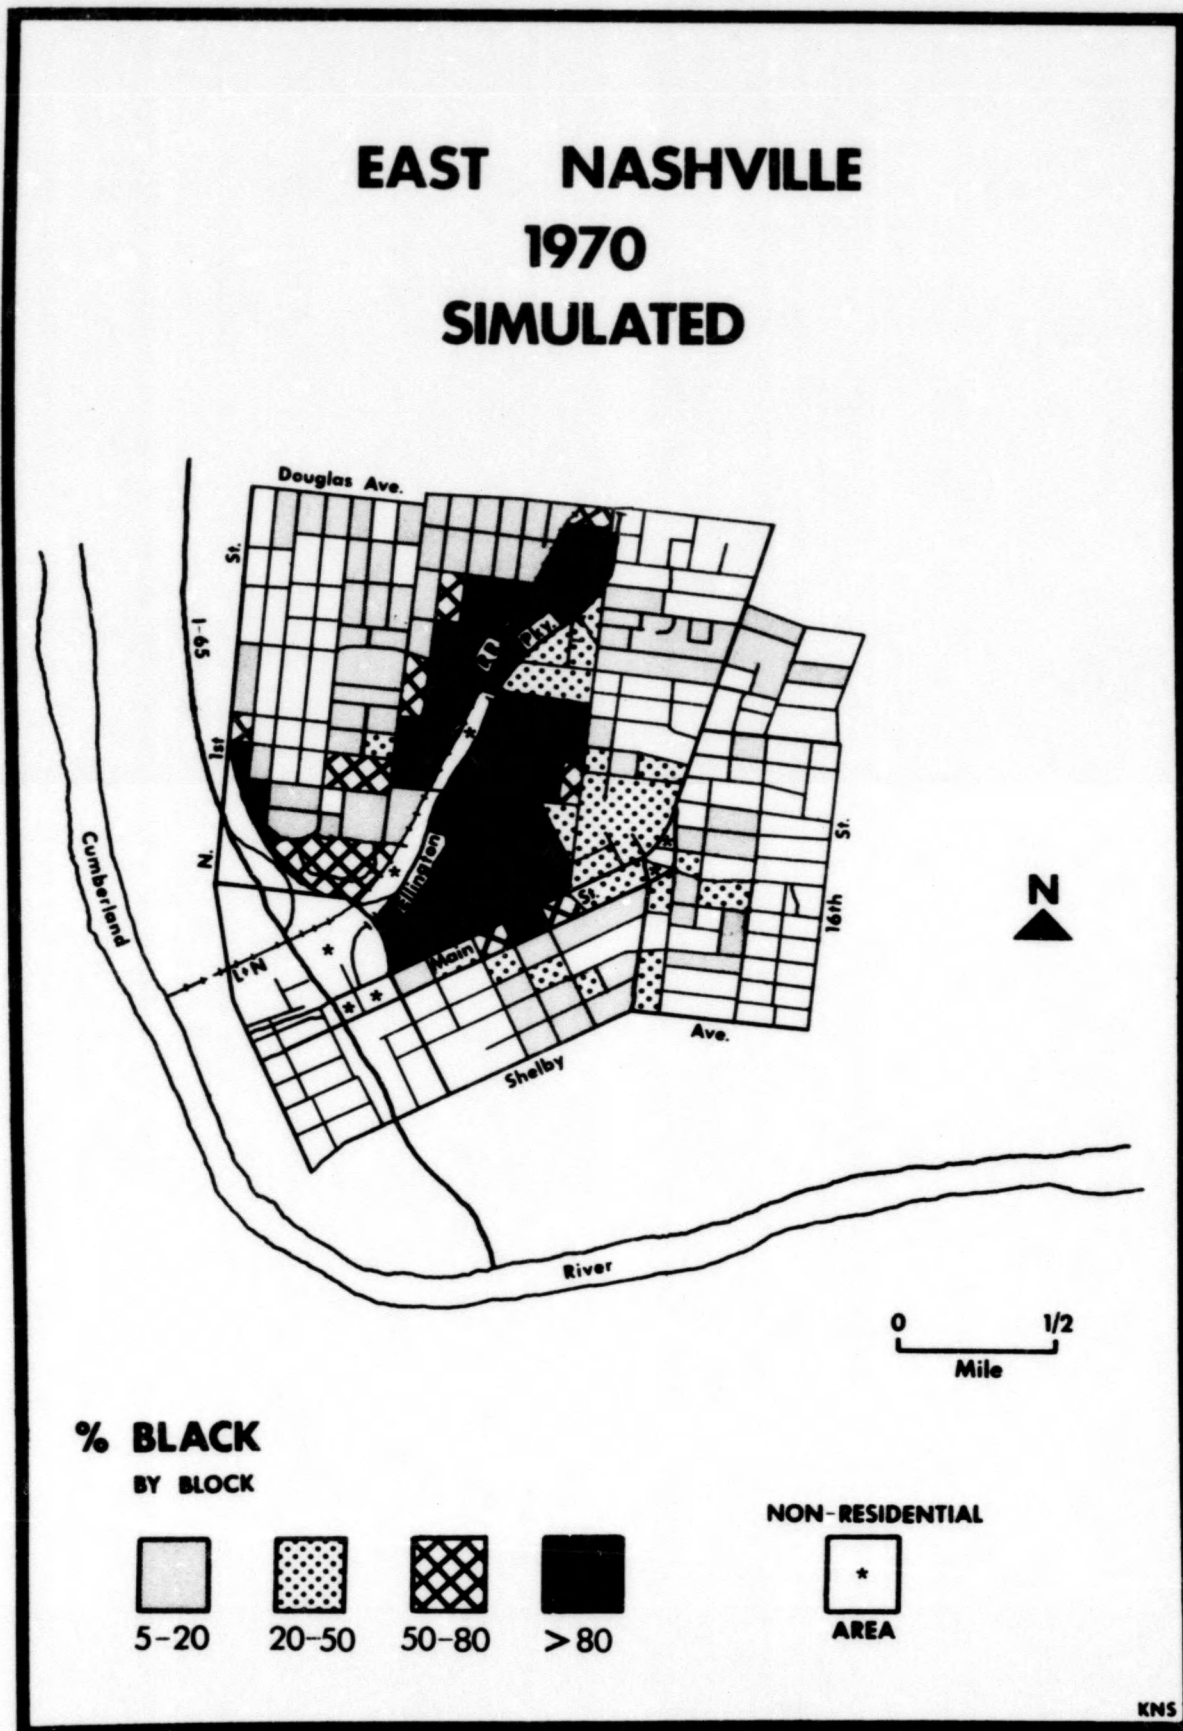 EAST NASHVILLE
1970
SIMULATED
Douglas Ave.
St.
I-65
Pky.
1st
N.
Cumberland
Ellington
St.
St.
16th
N
L+N
Main
Ave.
Shelby
River
0 1/2
Mile
% BLACK
BY BLOCK
NON-RESIDENTIAL
*
AREA
5-20 20-50 50-80 >80
KNS